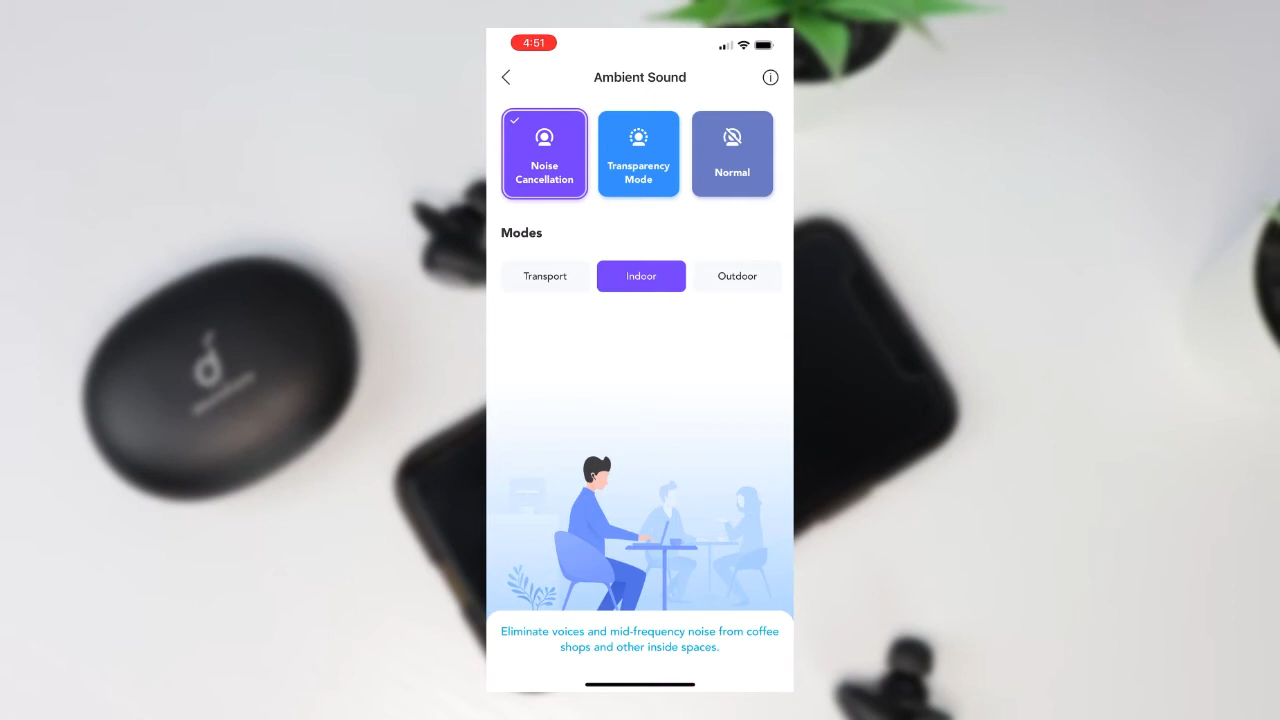 4:51
Ambient Sound
Noise
Cancellation
Transparency
Mode
Normal
Modes
Transport
Indoor
Outdoor
Eliminate voices and mid-frequency noise from coffee
shops and other inside spaces.